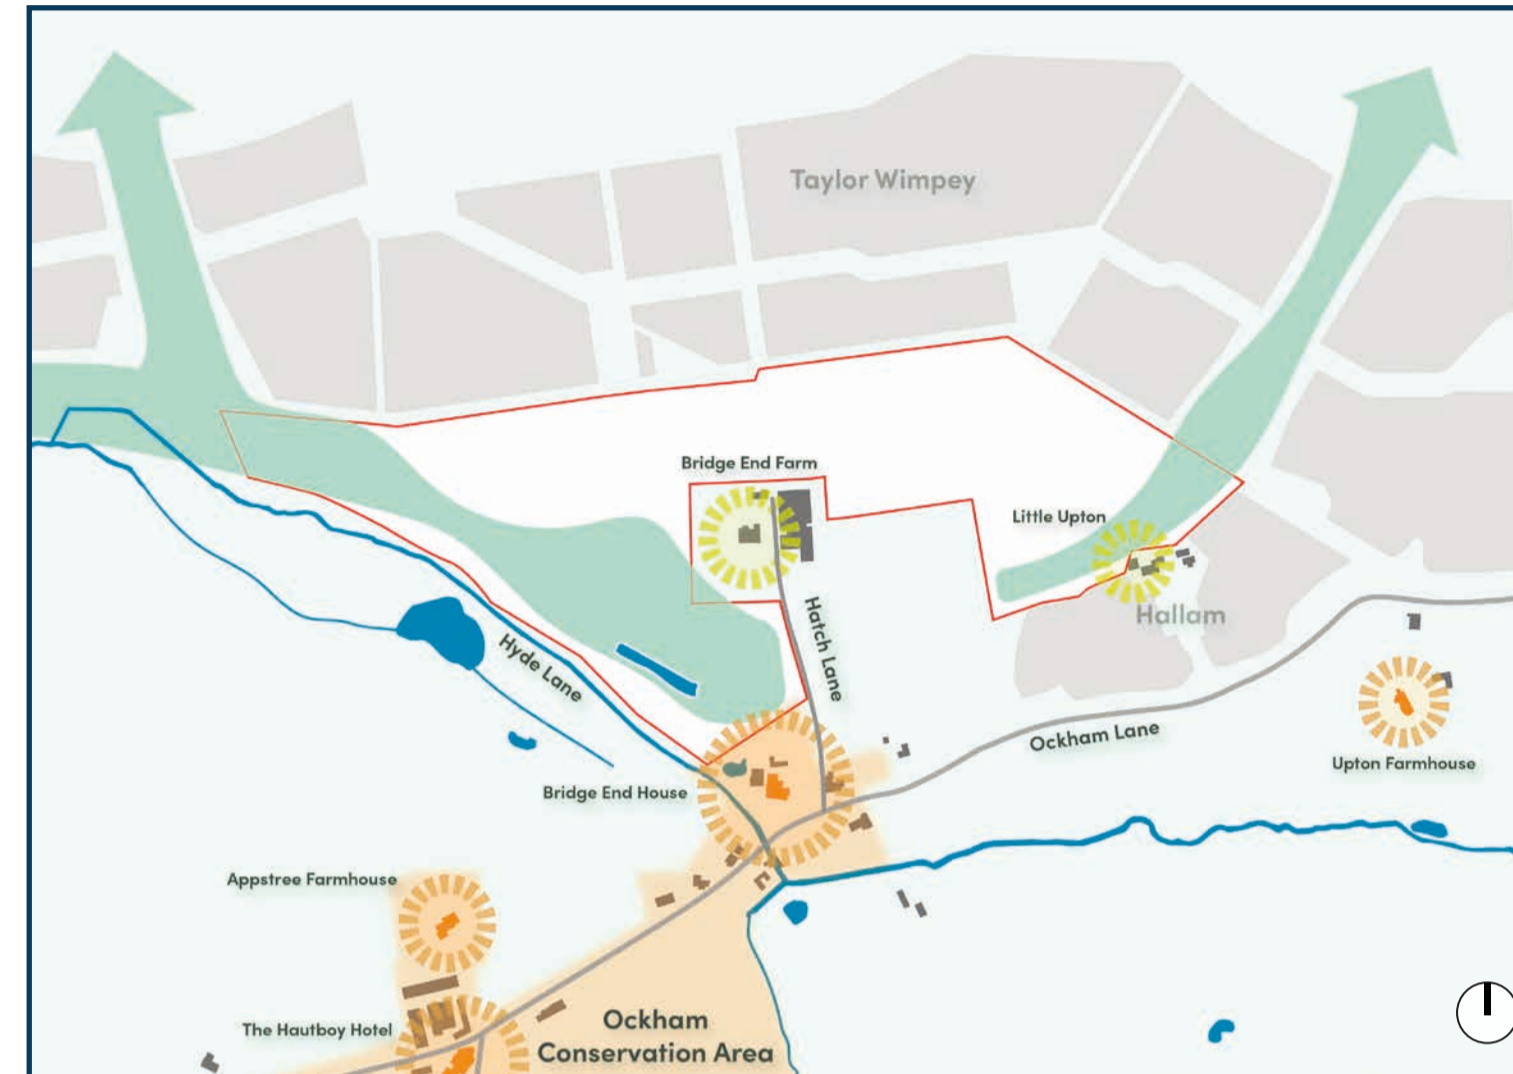 Taylor Wimpey
Bridge End Farm
Little Upton
Hatch Lane
Hallam
Hyde Lane
Ockham Lane
Upton Farmhouse
Bridge End House
Appstree Farmhouse
The Hautboy Hotel
Ockham
Conservation Area